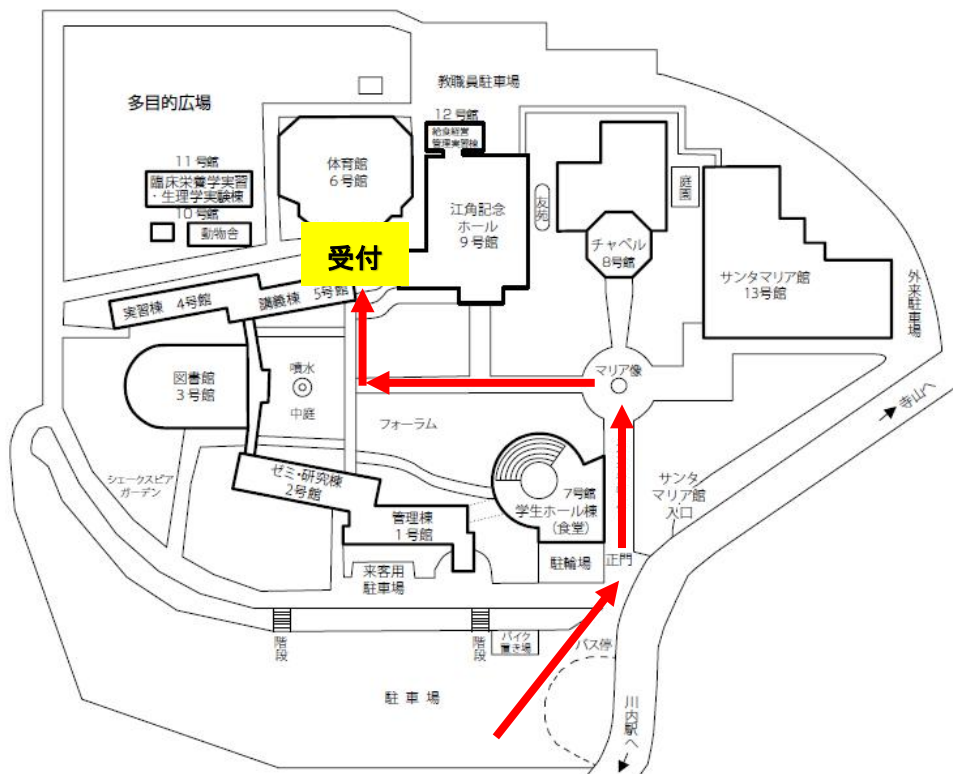 教職員駐車場
多目的広場
12号館
給食経営
管理実習棟
体育館
6号館
11号館
臨床栄養学実習
・生理学実験棟
10号館
動物舎
江角記念
ホール
9号館
友苑
庭園
チャペル
8号館
サンタマリア館
13号館
外来駐車場
受付
実習棟 4号館
講義棟 5号館
図書館
3号館
噴水
中庭
マリア像
フォーラム
寺山へ
シェークスピア
ガーデン
ゼミ・研究棟
2号館
7号館
学生ホール棟
(食堂)
サンタ
マリア館
入口
管理棟
1号館
駐輪場
正門
来客用
駐車場
階段
階段
バイク
置き場
バス停
駐車場
川内駅へ